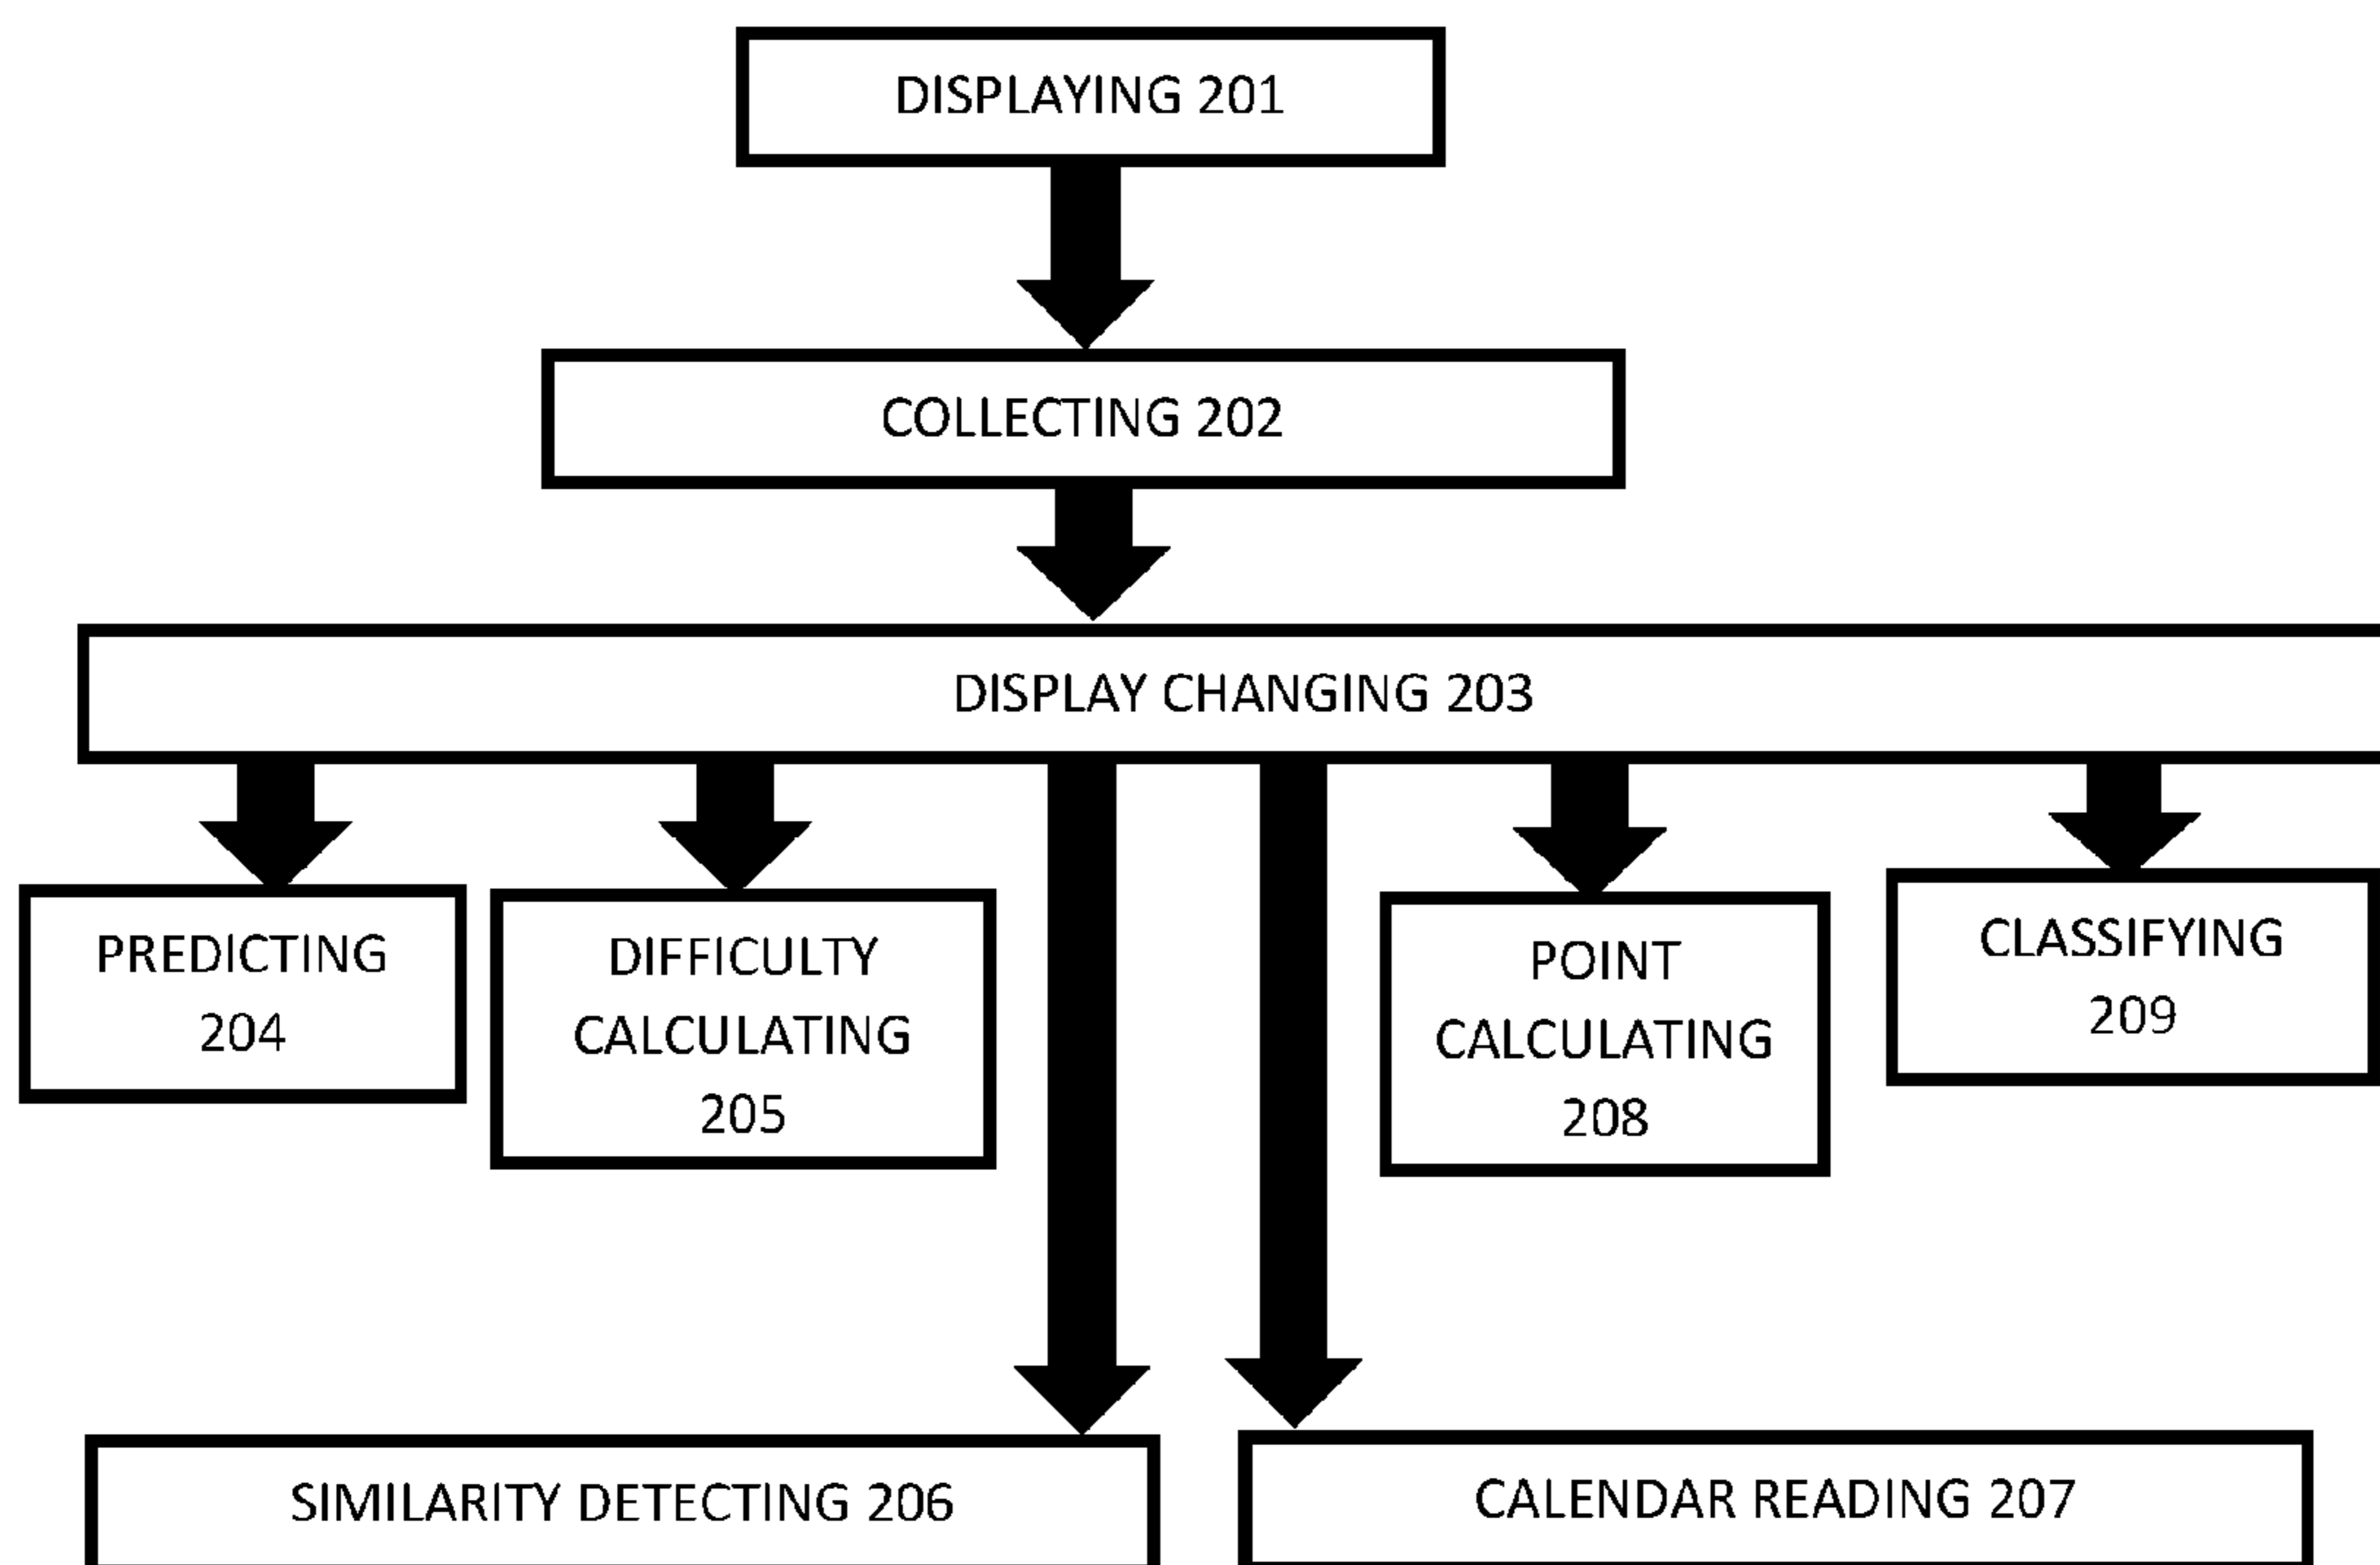 DISPLAYING 201
COLLECTING 202
DISPLAY CHANGING 203
PREDICTING
204
DIFFICULTY
CALCULATING
205
POINT
CALCULATING
208
CLASSIFYING
209
SIMILARITY DETECTING 206
CALENDAR READING 207